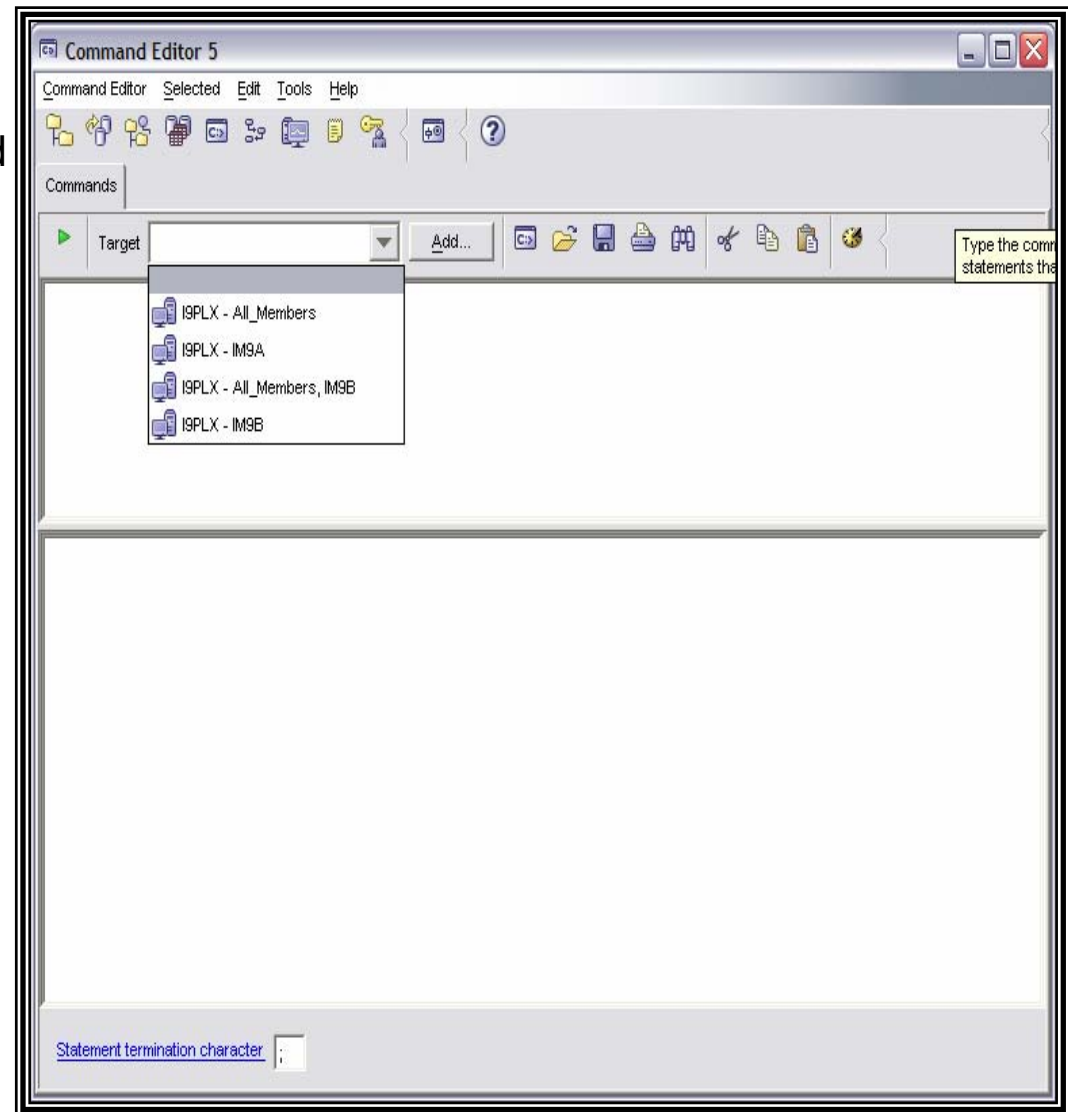 Command Editor 5
Command Editor Selected Edit Tools Help
Commands
Target Add...
Type the comm
statements tha
I9PLX - All_Members
I9PLX - IM9A
I9PLX - All_Members, IM9B
I9PLX - IM9B
Statement termination character ;